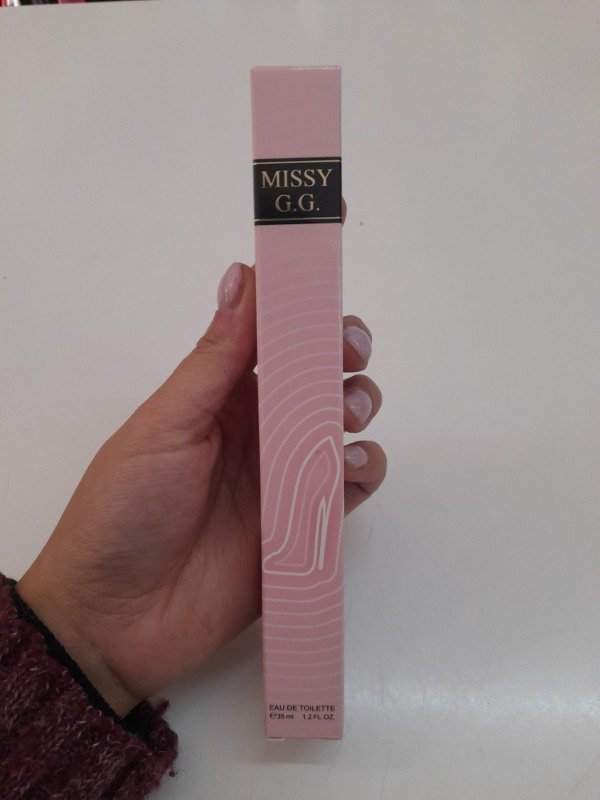 MISSY
G.G.
EAU DE TOILETTE
℮35 ml 1.2 FL.OZ